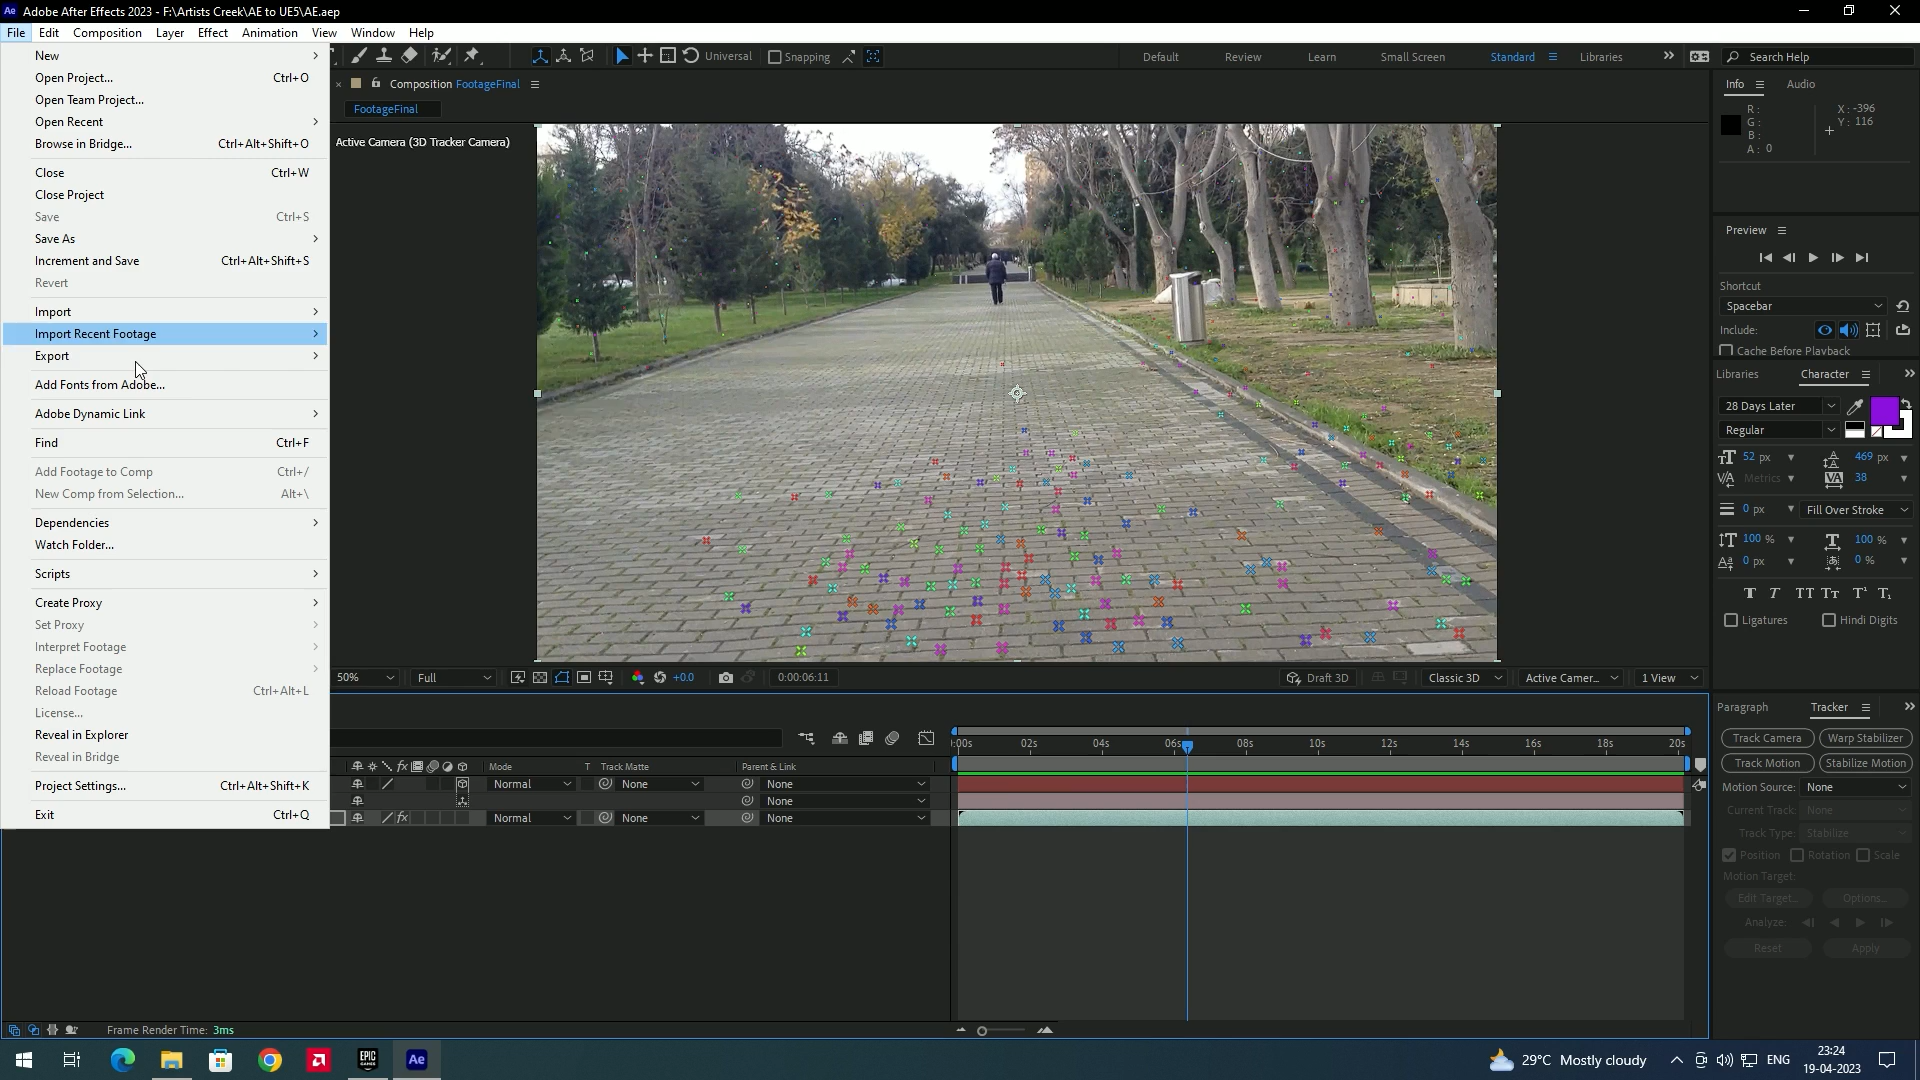 Ae Adobe After Effects 2023 - F:\Artists Creek\AE to UE5\AE.aep
File Edit Composition Layer Effect Animation View Window Help
Universal Snapping Default Review Learn Small Screen Standard Libraries Search Help
New
Open Project... Ctrl+O
Open Team Project...
Open Recent
Browse in Bridge... Ctrl+Alt+Shift+O
Close Ctrl+W
Close Project
Save Ctrl+S
Save As
Increment and Save Ctrl+Alt+Shift+S
Revert
Import
Import Recent Footage
Export
Add Fonts from Adobe...
Adobe Dynamic Link
Find Ctrl+F
Add Footage to Comp Ctrl+/
New Comp from Selection... Alt+\
Dependencies
Watch Folder...
Scripts
Create Proxy
Set Proxy
Interpret Footage
Replace Footage
Reload Footage Ctrl+Alt+L
License...
Reveal in Explorer
Reveal in Bridge
Project Settings... Ctrl+Alt+Shift+K
Exit Ctrl+Q
Composition FootageFinal
FootageFinal
Active Camera (3D Tracker Camera)
50% Full +0.0 0:00:06:11 Draft 3D Classic 3D Active Camer... 1 View
:00s 02s 04s 06s 08s 10s 12s 14s 16s 18s 20s
fx Mode T Track Matte Parent & Link
Normal None None
None
fx Normal None None
Frame Render Time: 3ms
Info Audio
R : X : -396
G : Y : 116
B :
A : 0
Preview
Shortcut
Spacebar
Include:
Cache Before Playback
Libraries Character
28 Days Later
Regular
52 px 469 px
Metrics 38
0 px Fill Over Stroke
100 % 100 %
0 px 0 %
T T TT Tr T¹ T₁
Ligatures Hindi Digits
Paragraph Tracker
Track Camera Warp Stabilizer
Track Motion Stabilize Motion
Motion Source: None
Current Track: None
Track Type: Stabilize
Position Rotation Scale
Motion Target:
Edit Target... Options...
Analyze:
Reset Apply
EPIC GAMES
Ae
29°C Mostly cloudy ENG 23:24
19-04-2023